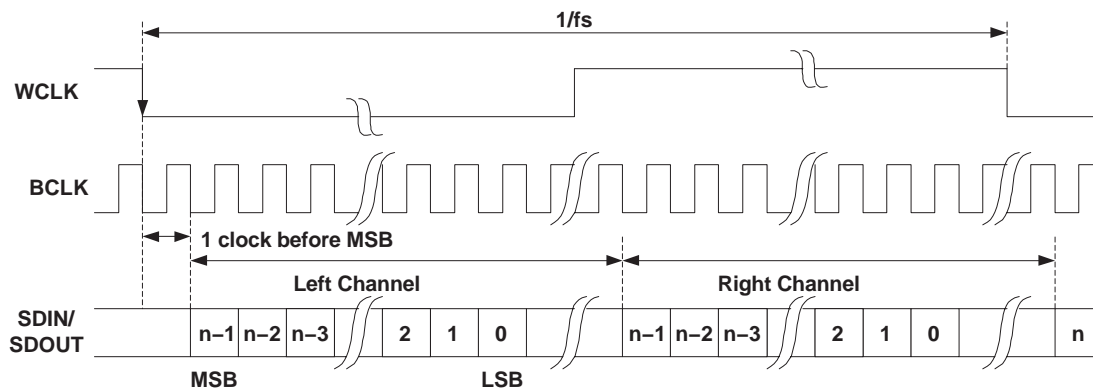 1/fs
WCLK
BCLK
1 clock before MSB
Left Channel
Right Channel
SDIN/
SDOUT
n–1 n–2 n–3 2 1 0 n–1 n–2 n–3 2 1 0 n
MSB LSB